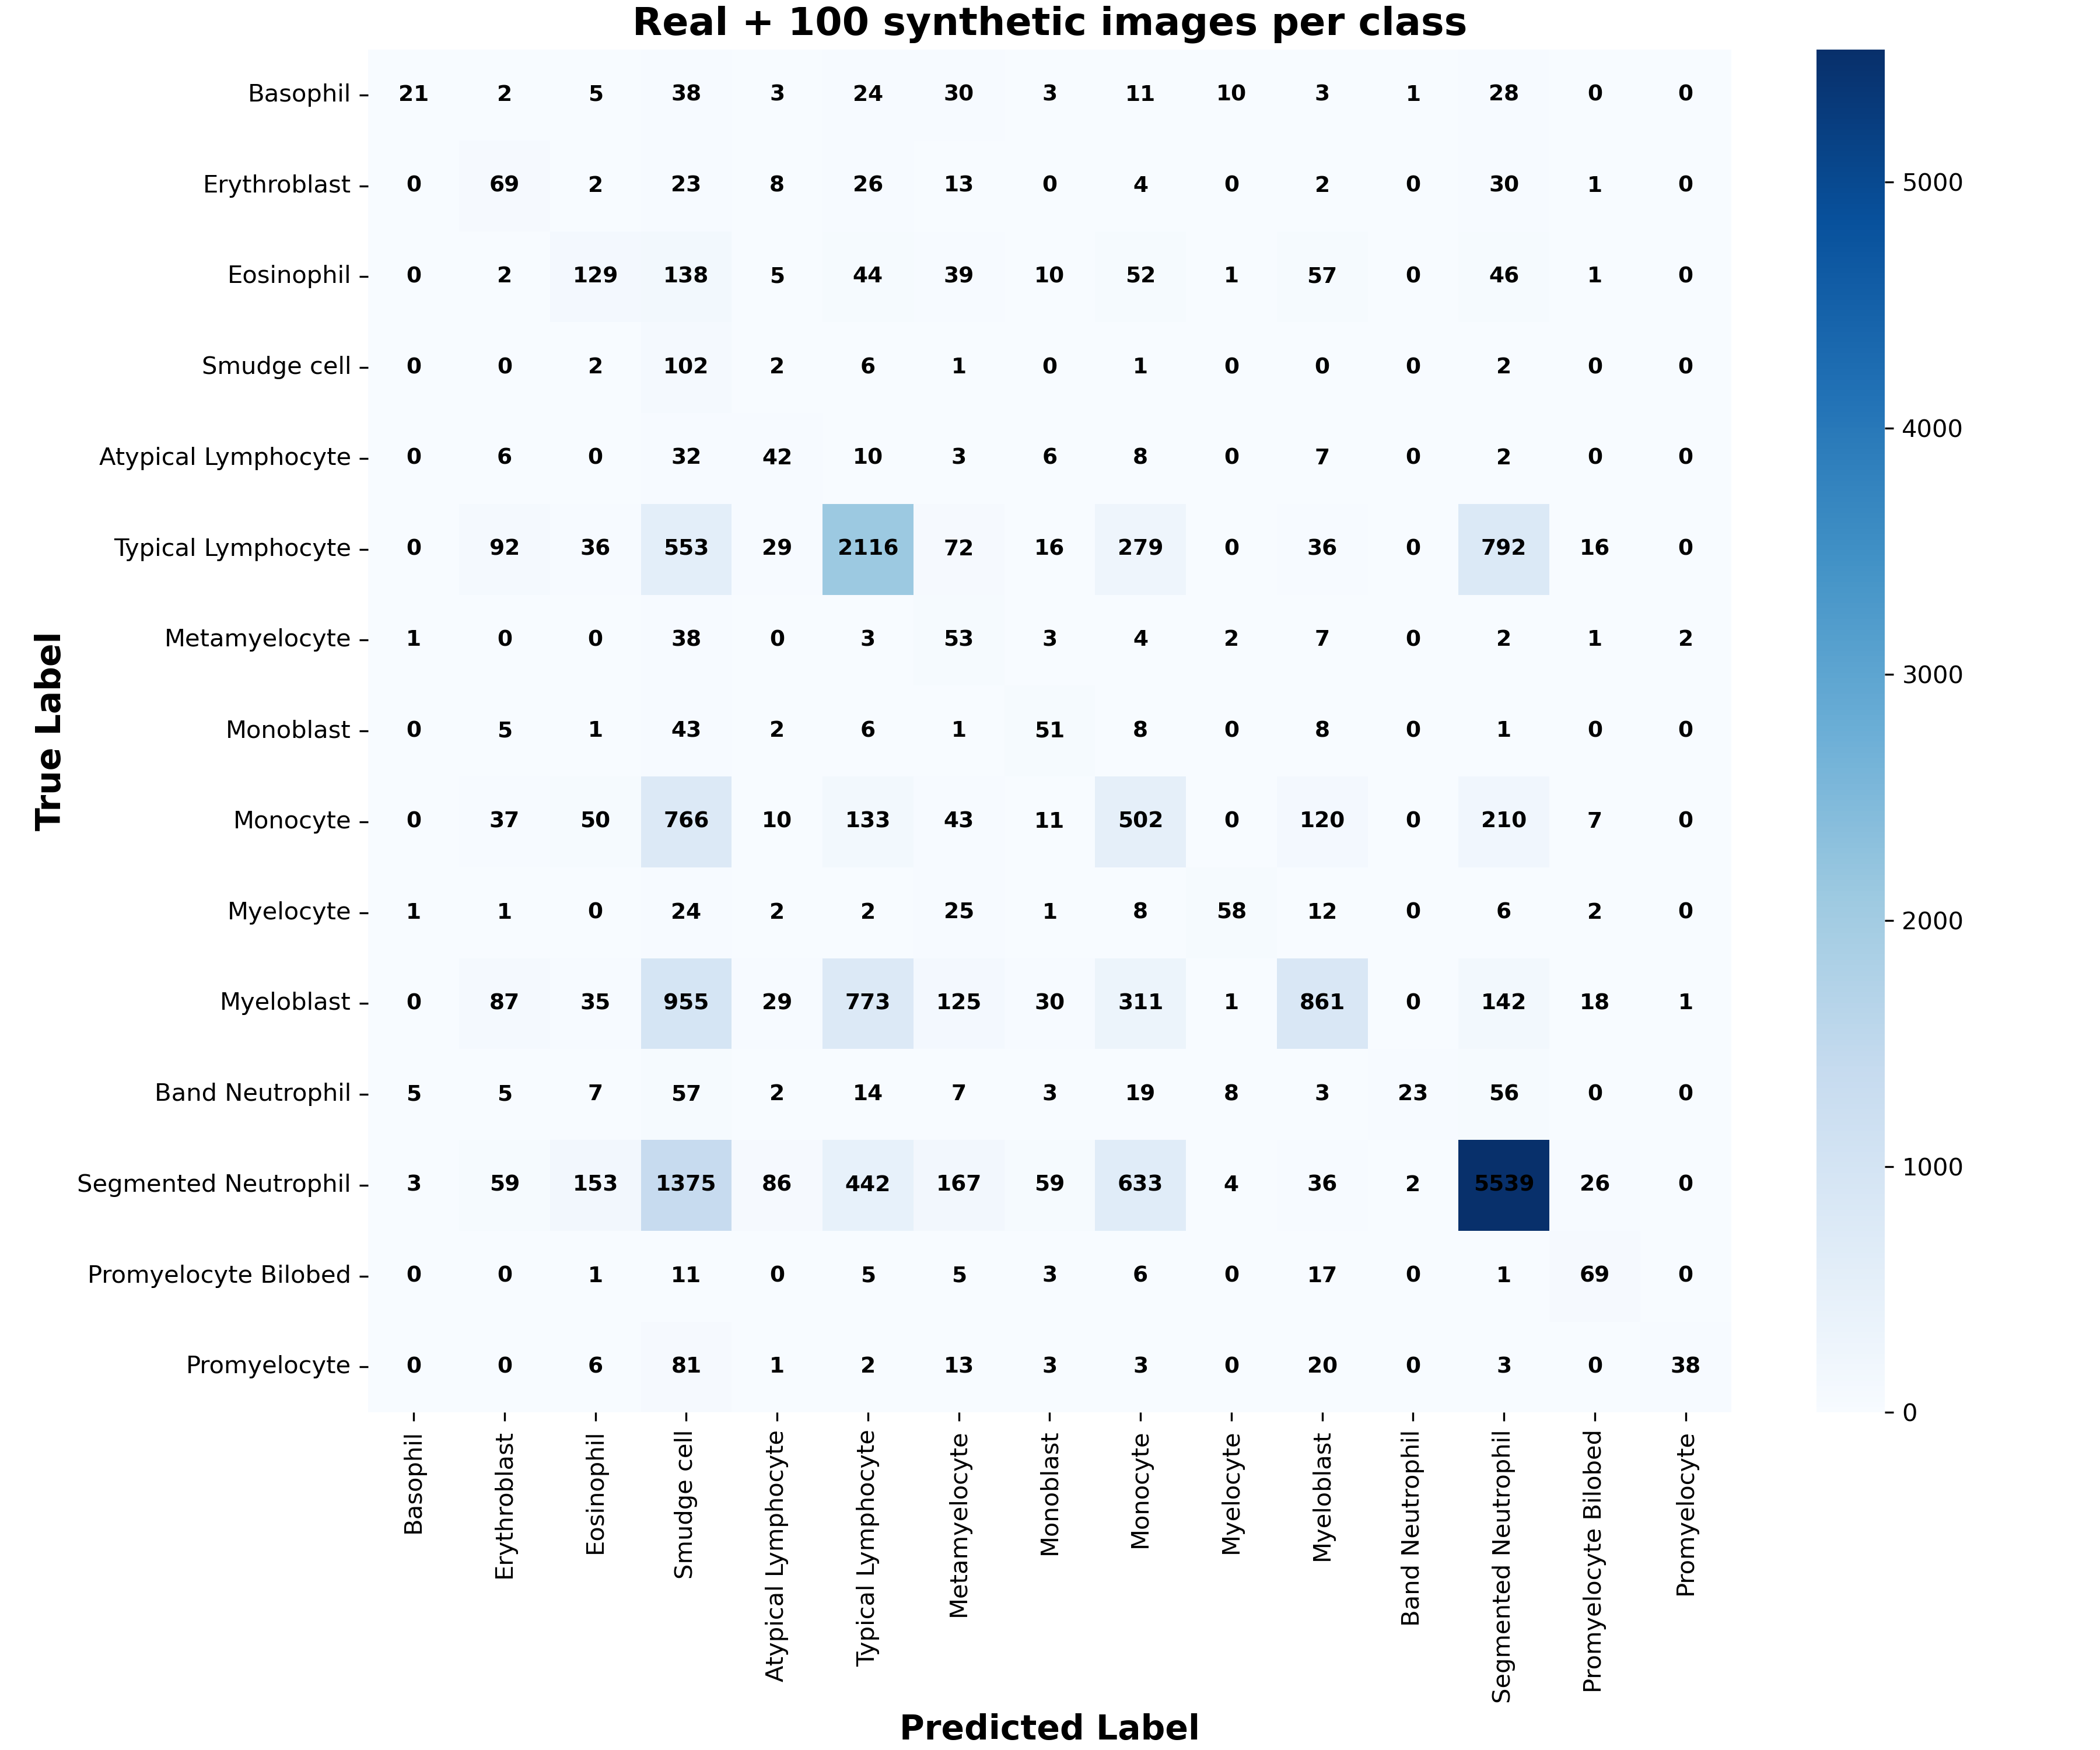 Real + 100 synthetic images per class
True Label
Basophil 21 2 5 38 3 24 30 3 11 10 3 1 28 0 0
Erythroblast 0 69 2 23 8 26 13 0 4 0 2 0 30 1 0
Eosinophil 0 2 129 138 5 44 39 10 52 1 57 0 46 1 0
Smudge cell 0 0 2 102 2 6 1 0 1 0 0 0 2 0 0
Atypical Lymphocyte 0 6 0 32 42 10 3 6 8 0 7 0 2 0 0
Typical Lymphocyte 0 92 36 553 29 2116 72 16 279 0 36 0 792 16 0
Metamyelocyte 1 0 0 38 0 3 53 3 4 2 7 0 2 1 2
Monoblast 0 5 1 43 2 6 1 51 8 0 8 0 1 0 0
Monocyte 0 37 50 766 10 133 43 11 502 0 120 0 210 7 0
Myelocyte 1 1 0 24 2 2 25 1 8 58 12 0 6 2 0
Myeloblast 0 87 35 955 29 773 125 30 311 1 861 0 142 18 1
Band Neutrophil 5 5 7 57 2 14 7 3 19 8 3 23 56 0 0
Segmented Neutrophil 3 59 153 1375 86 442 167 59 633 4 36 2 5539 26 0
Promyelocyte Bilobed 0 0 1 11 0 5 5 3 6 0 17 0 1 69 0
Promyelocyte 0 0 6 81 1 2 13 3 3 0 20 0 3 0 38
Basophil
Erythroblast
Eosinophil
Smudge cell
Atypical Lymphocyte
Typical Lymphocyte
Metamyelocyte
Monoblast
Monocyte
Myelocyte
Myeloblast
Band Neutrophil
Segmented Neutrophil
Promyelocyte Bilobed
Promyelocyte
Predicted Label
5000
4000
3000
2000
1000
0